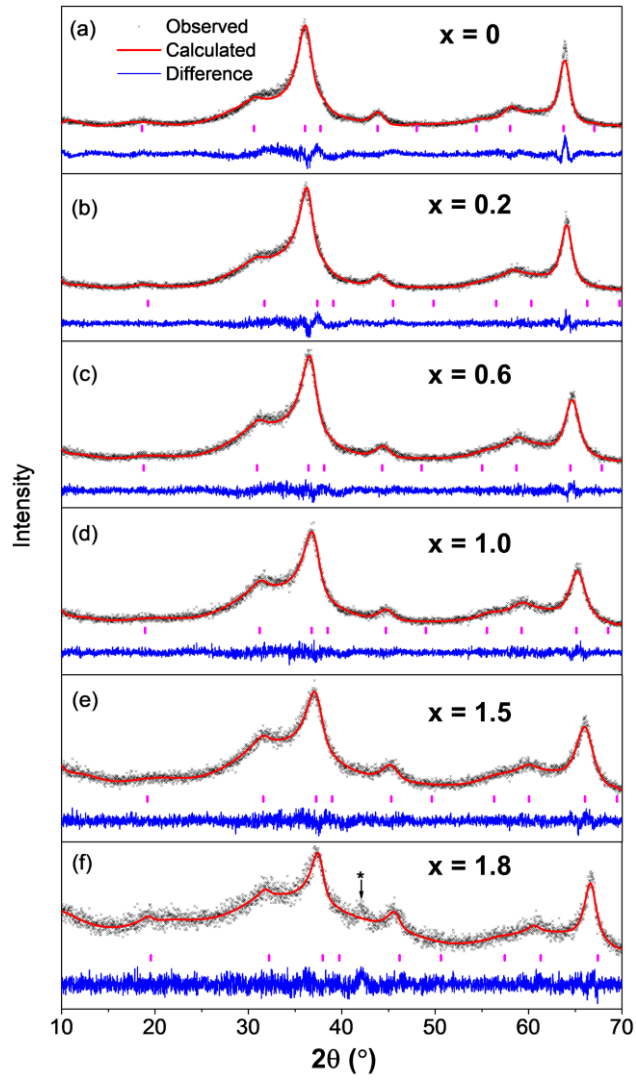 (a)
Observed
Calculated
Difference
x = 0
(b)
x = 0.2
(c)
x = 0.6
(d)
x = 1.0
(e)
x = 1.5
(f)
x = 1.8
*
Intensity
10 20 30 40 50 60 70
2θ (°)